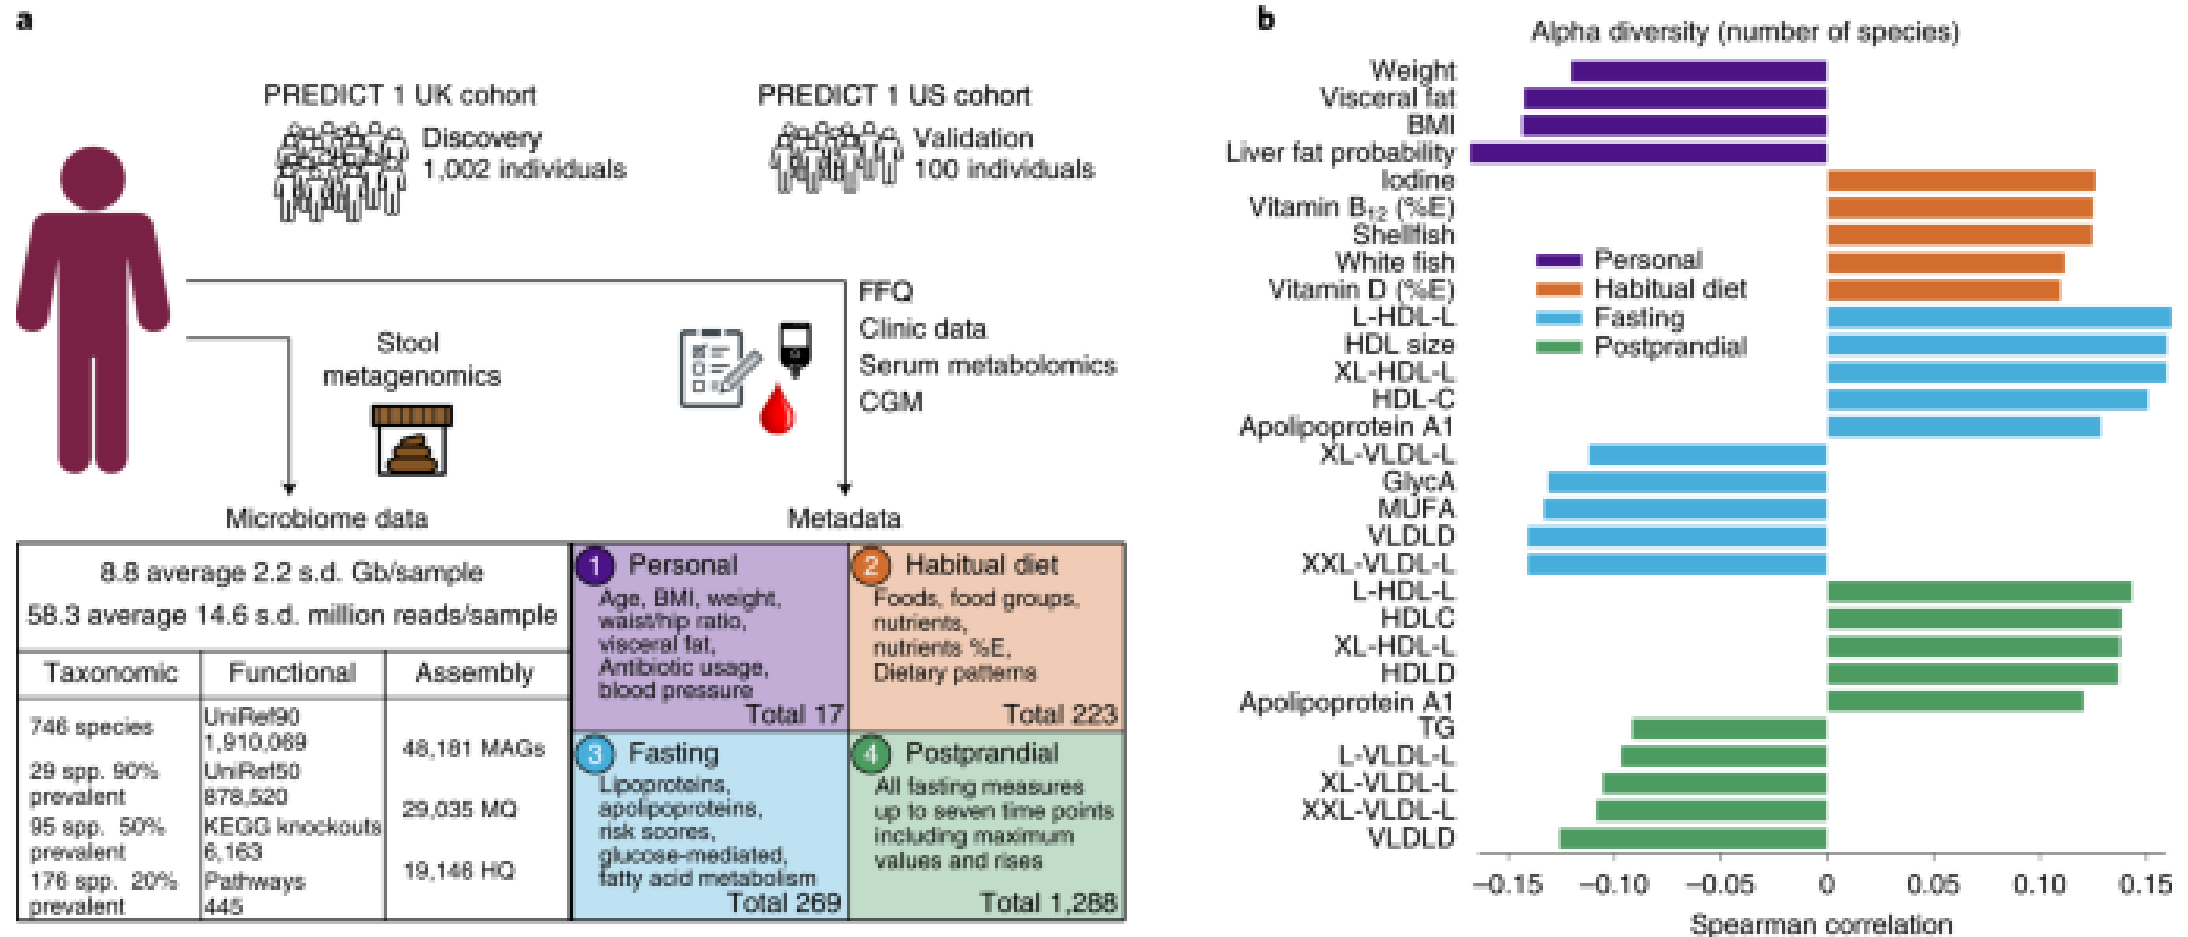 a
PREDICT 1 UK cohort
Discovery
1,002 individuals
PREDICT 1 US cohort
Validation
100 individuals
Stool
metagenomics
FFQ
Clinic data
Serum metabolomics
CGM
Microbiome data
Metadata
8.8 average 2.2 s.d. Gb/sample
58.3 average 14.6 s.d. million reads/sample
Taxonomic
746 species
29 spp. 90%
prevalent
95 spp. 50%
prevalent
176 spp. 20%
prevalent
Functional
UniRef90
1,910,069
UniRef50
878,520
KEGG knockouts
6,163
Pathways
445
Assembly
48,181 MAGs
29,035 MQ
19,146 HQ
1 Personal
Age, BMI, weight,
waist/hip ratio,
visceral fat,
Antibiotic usage,
blood pressure
Total 17
2 Habitual diet
Foods, food groups,
nutrients,
nutrients %E,
Dietary patterns
Total 223
3 Fasting
Lipoproteins,
apolipoproteins,
risk scores,
glucose-mediated,
fatty acid metabolism
Total 269
4 Postprandial
All fasting measures
up to seven time points
including maximum
values and rises
Total 1,288
b
Alpha diversity (number of species)
Weight
Visceral fat
BMI
Liver fat probability
Iodine
Vitamin B12 (%E)
Shellfish
White fish
Vitamin D (%E)
L-HDL-L
HDL size
XL-HDL-L
HDL-C
Apolipoprotein A1
XL-VLDL-L
GlycA
MUFA
VLDLD
XXL-VLDL-L
L-HDL-L
HDLC
XL-HDL-L
HDLD
Apolipoprotein A1
TG
L-VLDL-L
XL-VLDL-L
XXL-VLDL-L
VLDLD
Personal
Habitual diet
Fasting
Postprandial
−0.15 −0.10 −0.05 0 0.05 0.10 0.15
Spearman correlation